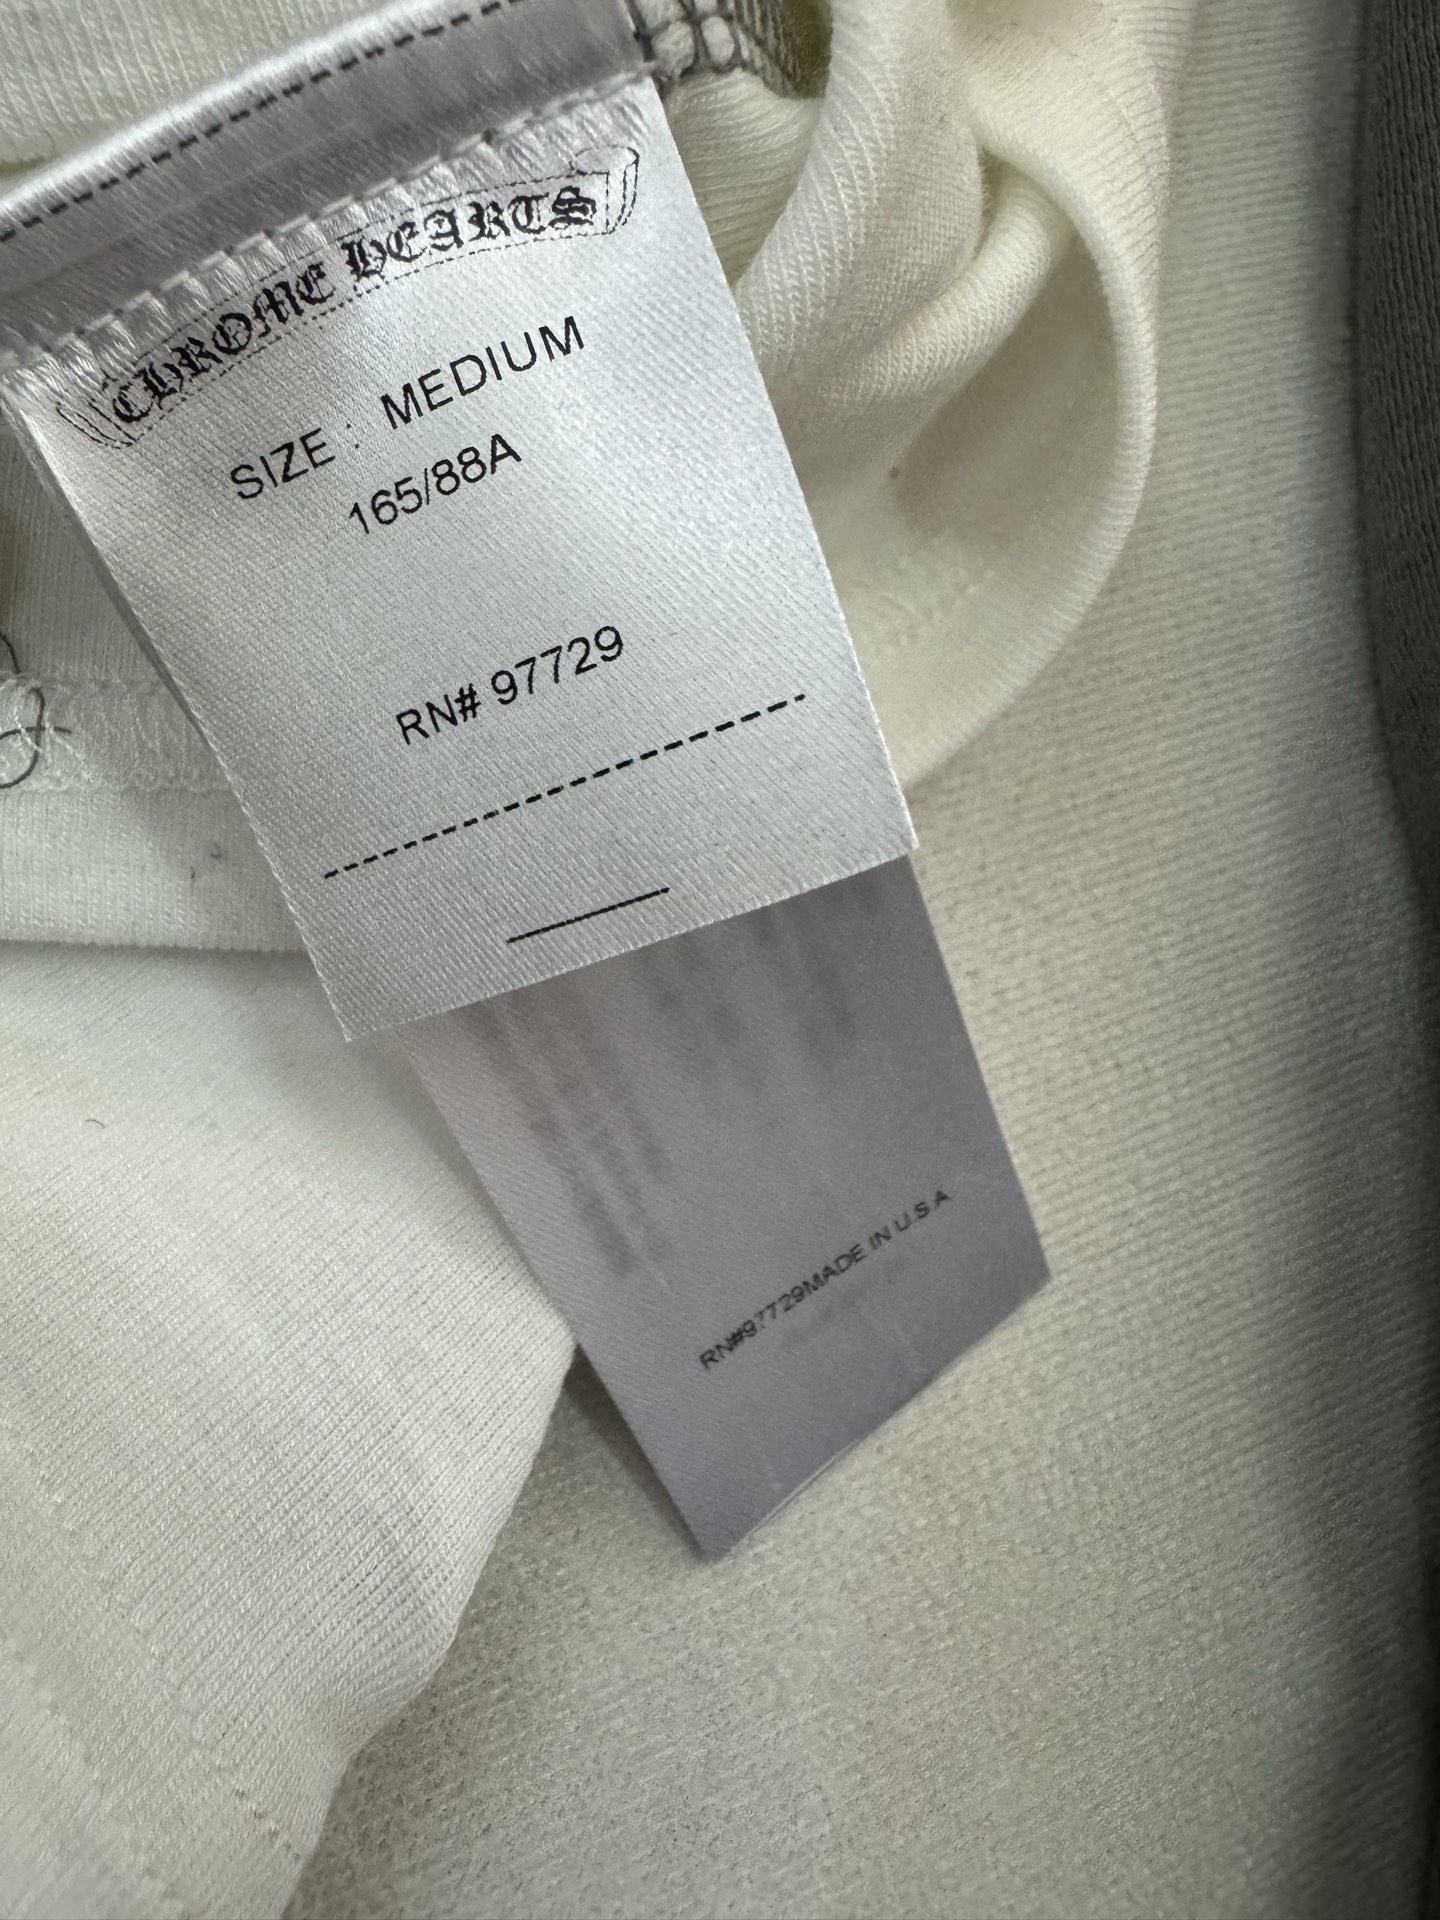 CHROME HEARTS
SIZE : MEDIUM
165/88A
RN# 97729
RN#97729MADE IN U.S.A